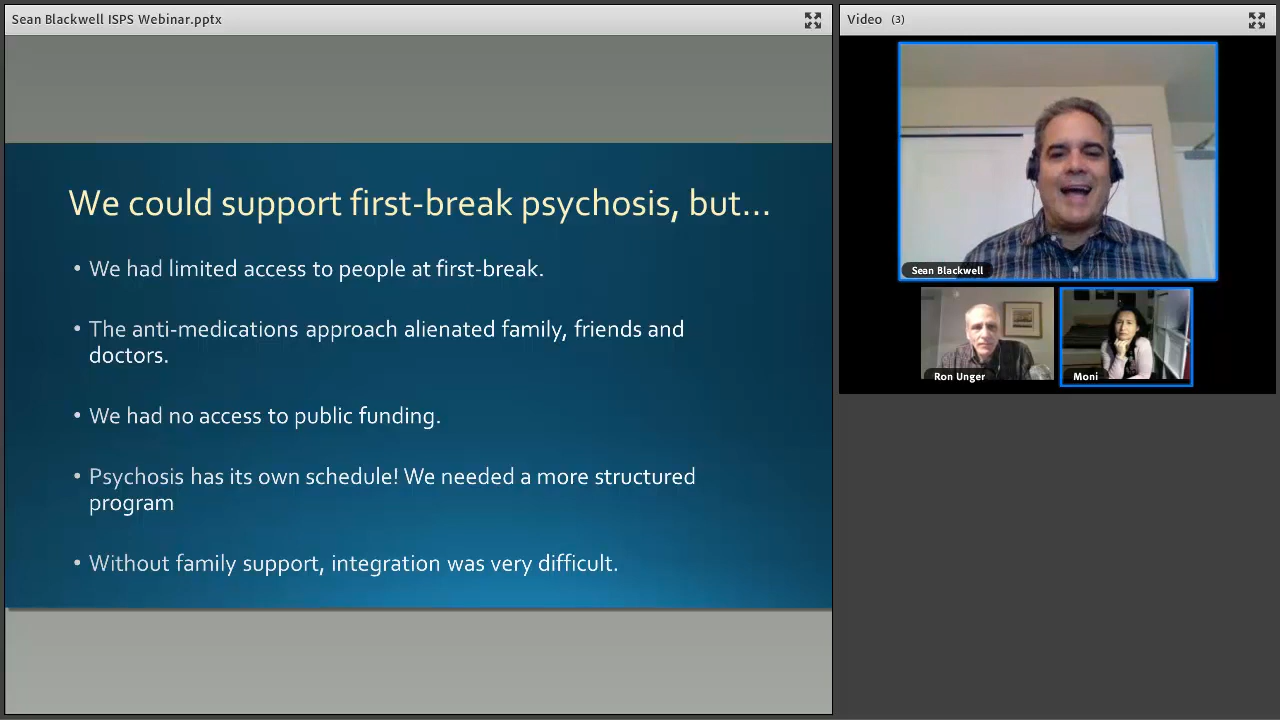 Sean Blackwell ISPS Webinar.pptx
Video (3)
We could support first-break psychosis, but...
• We had limited access to people at first-break.
• The anti-medications approach alienated family, friends and
doctors.
• We had no access to public funding.
• Psychosis has its own schedule! We needed a more structured
program
• Without family support, integration was very difficult.
Sean Blackwell
Ron Unger
Moni